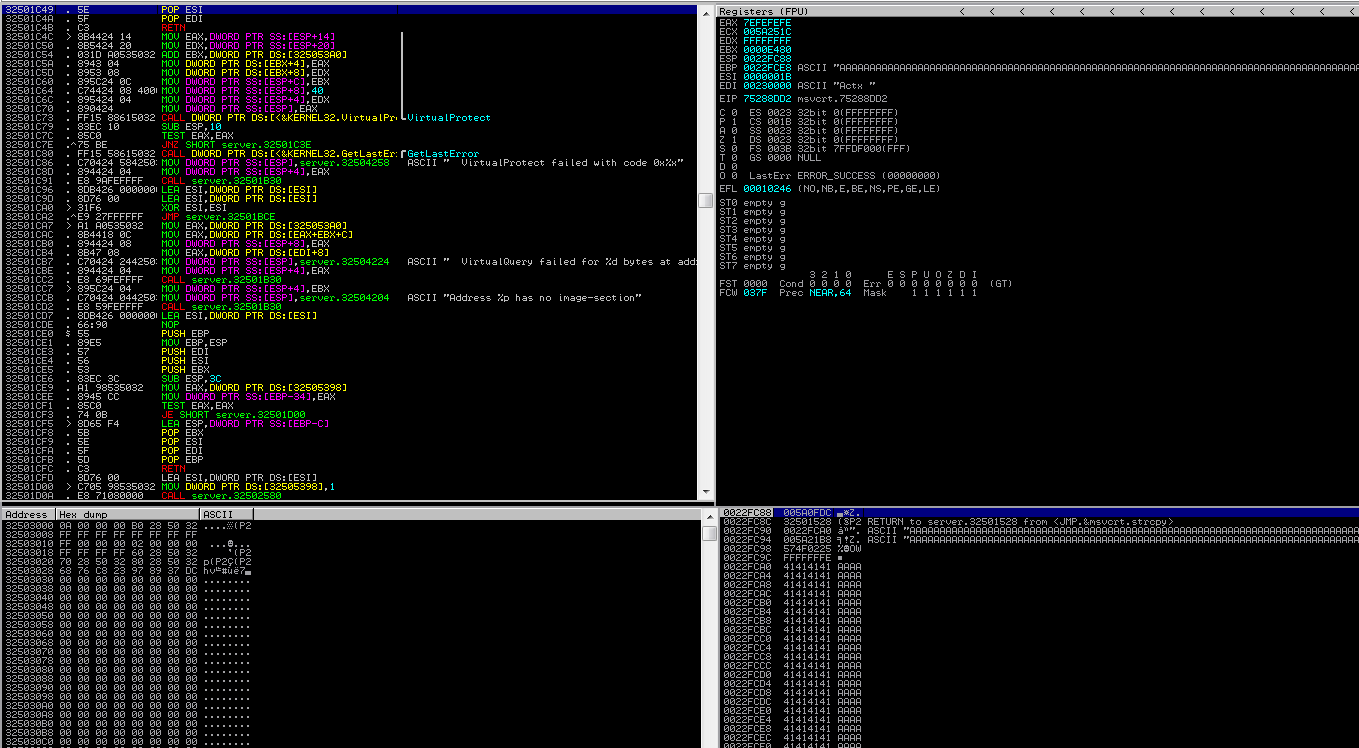 32501C49 . 5E POP ESI
32501C4A . 5F POP EDI
32501C4B . C3 RETN
32501C4C > 8B4424 14 MOV EAX,DWORD PTR SS:[ESP+14]
32501C50 . 8B5424 20 MOV EDX,DWORD PTR SS:[ESP+20]
32501C54 . 031D A0535032 ADD EBX,DWORD PTR DS:[325053A0]
32501C5A . 8943 04 MOV DWORD PTR DS:[EBX+4],EAX
32501C5D . 8953 08 MOV DWORD PTR DS:[EBX+8],EDX
32501C60 . 895C24 0C MOV DWORD PTR SS:[ESP+C],EBX
32501C64 . C74424 08 400 MOV DWORD PTR SS:[ESP+8],40
32501C6C . 895424 04 MOV DWORD PTR SS:[ESP+4],EDX
32501C70 . 890424 MOV DWORD PTR SS:[ESP],EAX
32501C73 . FF15 88615032 CALL DWORD PTR DS:[<&KERNEL32.VirtualPr VirtualProtect
32501C79 . 83EC 10 SUB ESP,10
32501C7C . 85C0 TEST EAX,EAX
32501C7E .^75 BE JNZ SHORT server.32501C3E
32501C80 . FF15 58615032 CALL DWORD PTR DS:[<&KERNEL32.GetLastEr GetLastError
32501C86 . C70424 584250 MOV DWORD PTR SS:[ESP],server.32504258 ASCII "  VirtualProtect failed with code 0x%x"
32501C8D . 894424 04 MOV DWORD PTR SS:[ESP+4],EAX
32501C91 . E8 9AFEFFFF CALL server.32501B30
32501C96 . 8DB426 000000 LEA ESI,DWORD PTR DS:[ESI]
32501C9D . 8D76 00 LEA ESI,DWORD PTR DS:[ESI]
32501CA0 > 31F6 XOR ESI,ESI
32501CA2 .^E9 27FFFFFF JMP server.32501BCE
32501CA7 > A1 A0535032 MOV EAX,DWORD PTR DS:[325053A0]
32501CAC . 8B4418 0C MOV EAX,DWORD PTR DS:[EAX+EBX+C]
32501CB0 . 894424 08 MOV DWORD PTR SS:[ESP+8],EAX
32501CB4 . 8B47 08 MOV EAX,DWORD PTR DS:[EDI+8]
32501CB7 . C70424 244250 MOV DWORD PTR SS:[ESP],server.32504224 ASCII "  VirtualQuery failed for %d bytes at add
32501CBE . 894424 04 MOV DWORD PTR SS:[ESP+4],EAX
32501CC2 . E8 69FEFFFF CALL server.32501B30
32501CC7 . 895C24 04 MOV DWORD PTR SS:[ESP+4],EBX
32501CCB . C70424 044250 MOV DWORD PTR SS:[ESP],server.32504204 ASCII "Address %p has no image-section"
32501CD2 . E8 59FEFFFF CALL server.32501B30
32501CD7 . 8DB426 000000 LEA ESI,DWORD PTR DS:[ESI]
32501CDE . 66:90 NOP
32501CE0 $ 55 PUSH EBP
32501CE1 . 89E5 MOV EBP,ESP
32501CE3 . 57 PUSH EDI
32501CE4 . 56 PUSH ESI
32501CE5 . 53 PUSH EBX
32501CE6 . 83EC 3C SUB ESP,3C
32501CE9 . A1 98535032 MOV EAX,DWORD PTR DS:[32505398]
32501CEE . 8945 CC MOV DWORD PTR SS:[EBP-34],EAX
32501CF1 . 85C0 TEST EAX,EAX
32501CF3 . 74 0B JE SHORT server.32501D00
32501CF5 > 8D65 F4 LEA ESP,DWORD PTR SS:[EBP-C]
32501CF8 . 5B POP EBX
32501CF9 . 5E POP ESI
32501CFA . 5F POP EDI
32501CFB . 5D POP EBP
32501CFC . C3 RETN
32501CFD . 8D76 00 LEA ESI,DWORD PTR DS:[ESI]
32501D00 > C705 98535032 MOV DWORD PTR DS:[32505398],1
32501D0A . E8 71080000 CALL server.32502580
Registers (FPU) < < < < < < < < < < < < < <
EAX 7EFEFEFE
ECX 005A251C
EDX FFFFFFFF
EBX 0000E480
ESP 0022FC88
EBP 0022FCE8 ASCII "AAAAAAAAAAAAAAAAAAAAAAAAAAAAAAAAAAAAAAAAAAAAAAAAAAAAAAAAAAAAAAAAAAAAAAAAAAAAAAAAAAAAAA
ESI 0000001B
EDI 00230000 ASCII "Actx "
EIP 75288DD2 msvcrt.75288DD2
C 0 ES 0023 32bit 0(FFFFFFFF)
P 1 CS 001B 32bit 0(FFFFFFFF)
A 0 SS 0023 32bit 0(FFFFFFFF)
Z 1 DS 0023 32bit 0(FFFFFFFF)
S 0 FS 003B 32bit 7FFDF000(FFF)
T 0 GS 0000 NULL
D 0
O 0 LastErr ERROR_SUCCESS (00000000)
EFL 00010246 (NO,NB,E,BE,NS,PE,GE,LE)
ST0 empty g
ST1 empty g
ST2 empty g
ST3 empty g
ST4 empty g
ST5 empty g
ST6 empty g
ST7 empty g
3 2 1 0 E S P U O Z D I
FST 0000 Cond 0 0 0 0 Err 0 0 0 0 0 0 0 0 (GT)
FCW 037F Prec NEAR,64 Mask 1 1 1 1 1 1
Address Hex dump ASCII
32503000 0A 00 00 00 B0 28 50 32 ....░(P2
32503008 FF FF FF FF FF FF FF FF
32503010 FF 00 00 00 02 00 00 00 ...☻...
32503018 FF FF FF FF 60 28 50 32 `(P2
32503020 70 28 50 32 80 28 50 32 p(P2Ç(P2
32503028 68 76 C8 23 97 89 37 DC hv╚#ùë7▄
32503030 00 00 00 00 00 00 00 00 ........
32503038 00 00 00 00 00 00 00 00 ........
32503040 00 00 00 00 00 00 00 00 ........
32503048 00 00 00 00 00 00 00 00 ........
32503050 00 00 00 00 00 00 00 00 ........
32503058 00 00 00 00 00 00 00 00 ........
32503060 00 00 00 00 00 00 00 00 ........
32503068 00 00 00 00 00 00 00 00 ........
32503070 00 00 00 00 00 00 00 00 ........
32503078 00 00 00 00 00 00 00 00 ........
32503080 00 00 00 00 00 00 00 00 ........
32503088 00 00 00 00 00 00 00 00 ........
32503090 00 00 00 00 00 00 00 00 ........
32503098 00 00 00 00 00 00 00 00 ........
325030A0 00 00 00 00 00 00 00 00 ........
325030A8 00 00 00 00 00 00 00 00 ........
325030B0 00 00 00 00 00 00 00 00 ........
325030B8 00 00 00 00 00 00 00 00 ........
325030C0 00 00 00 00 00 00 00 00 ........
0022FC88 005A0FDC ▄☼Z.
0022FC8C 32501528 (§P2 RETURN to server.32501528 from <JMP.&msvcrt.strcpy>
0022FC90 0022FCA0 á". ASCII "AAAAAAAAAAAAAAAAAAAAAAAAAAAAAAAAAAAAAAAAAAAAAAAAAAAAAAAAAAAAAAAAAAAAAAAAAA
0022FC94 005A21B8 ╕!Z. ASCII "AAAAAAAAAAAAAAAAAAAAAAAAAAAAAAAAAAAAAAAAAAAAAAAAAAAAAAAAAAAAAAAAAAAAAAAAAA
0022FC98 574F0225 %☻OW
0022FC9C FFFFFFFE ■
0022FCA0 41414141 AAAA
0022FCA4 41414141 AAAA
0022FCA8 41414141 AAAA
0022FCAC 41414141 AAAA
0022FCB0 41414141 AAAA
0022FCB4 41414141 AAAA
0022FCB8 41414141 AAAA
0022FCBC 41414141 AAAA
0022FCC0 41414141 AAAA
0022FCC4 41414141 AAAA
0022FCC8 41414141 AAAA
0022FCCC 41414141 AAAA
0022FCD0 41414141 AAAA
0022FCD4 41414141 AAAA
0022FCD8 41414141 AAAA
0022FCDC 41414141 AAAA
0022FCE0 41414141 AAAA
0022FCE4 41414141 AAAA
0022FCE8 41414141 AAAA
0022FCEC 41414141 AAAA
0022FCF0 41414141 AAAA